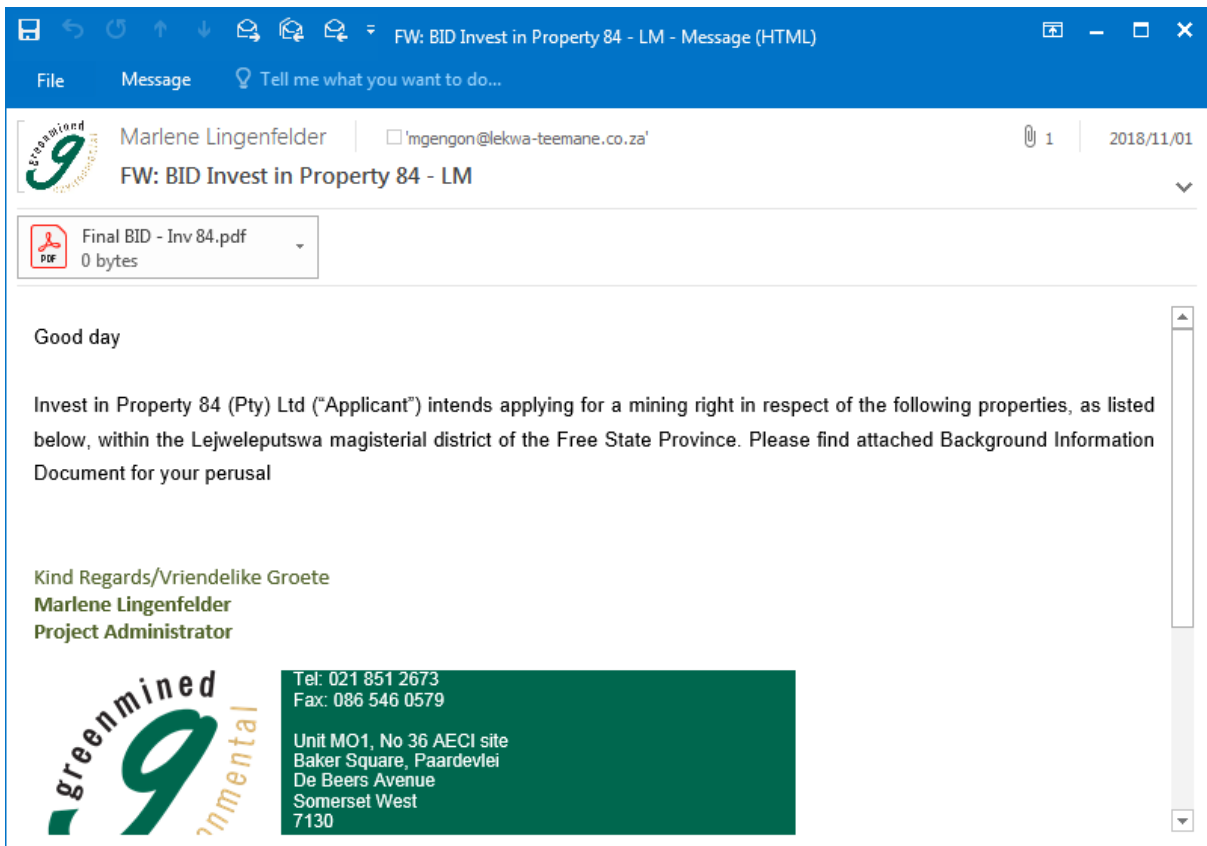 FW: BID Invest in Property 84 - LM - Message (HTML)
File Message Tell me what you want to do...
greenmined
Marlene Lingenfelder 'mgengon@lekwa-teemane.co.za' 1 2018/11/01
FW: BID Invest in Property 84 - LM
PDF
Final BID - Inv 84.pdf
0 bytes
Good day
Invest in Property 84 (Pty) Ltd (“Applicant”) intends applying for a mining right in respect of the following properties, as listed
below, within the Lejweleputswa magisterial district of the Free State Province. Please find attached Background Information
Document for your perusal
Kind Regards/Vriendelike Groete
Marlene Lingenfelder
Project Administrator
greenmined
onmental
Tel: 021 851 2673
Fax: 086 546 0579
Unit MO1, No 36 AECI site
Baker Square, Paardevlei
De Beers Avenue
Somerset West
7130